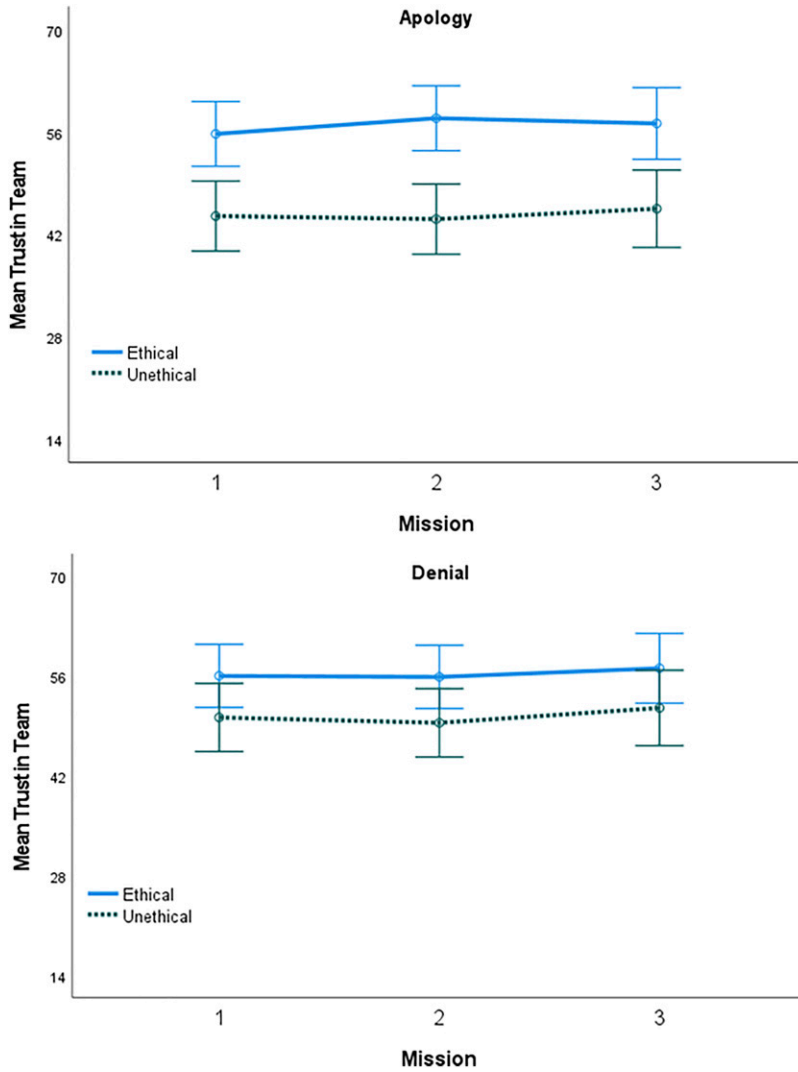 Apology
70
56
42
28
14
Mean Trust in Team
Ethical
Unethical
1 2 3
Mission
Denial
70
56
42
28
14
Mean Trust in Team
Ethical
Unethical
1 2 3
Mission